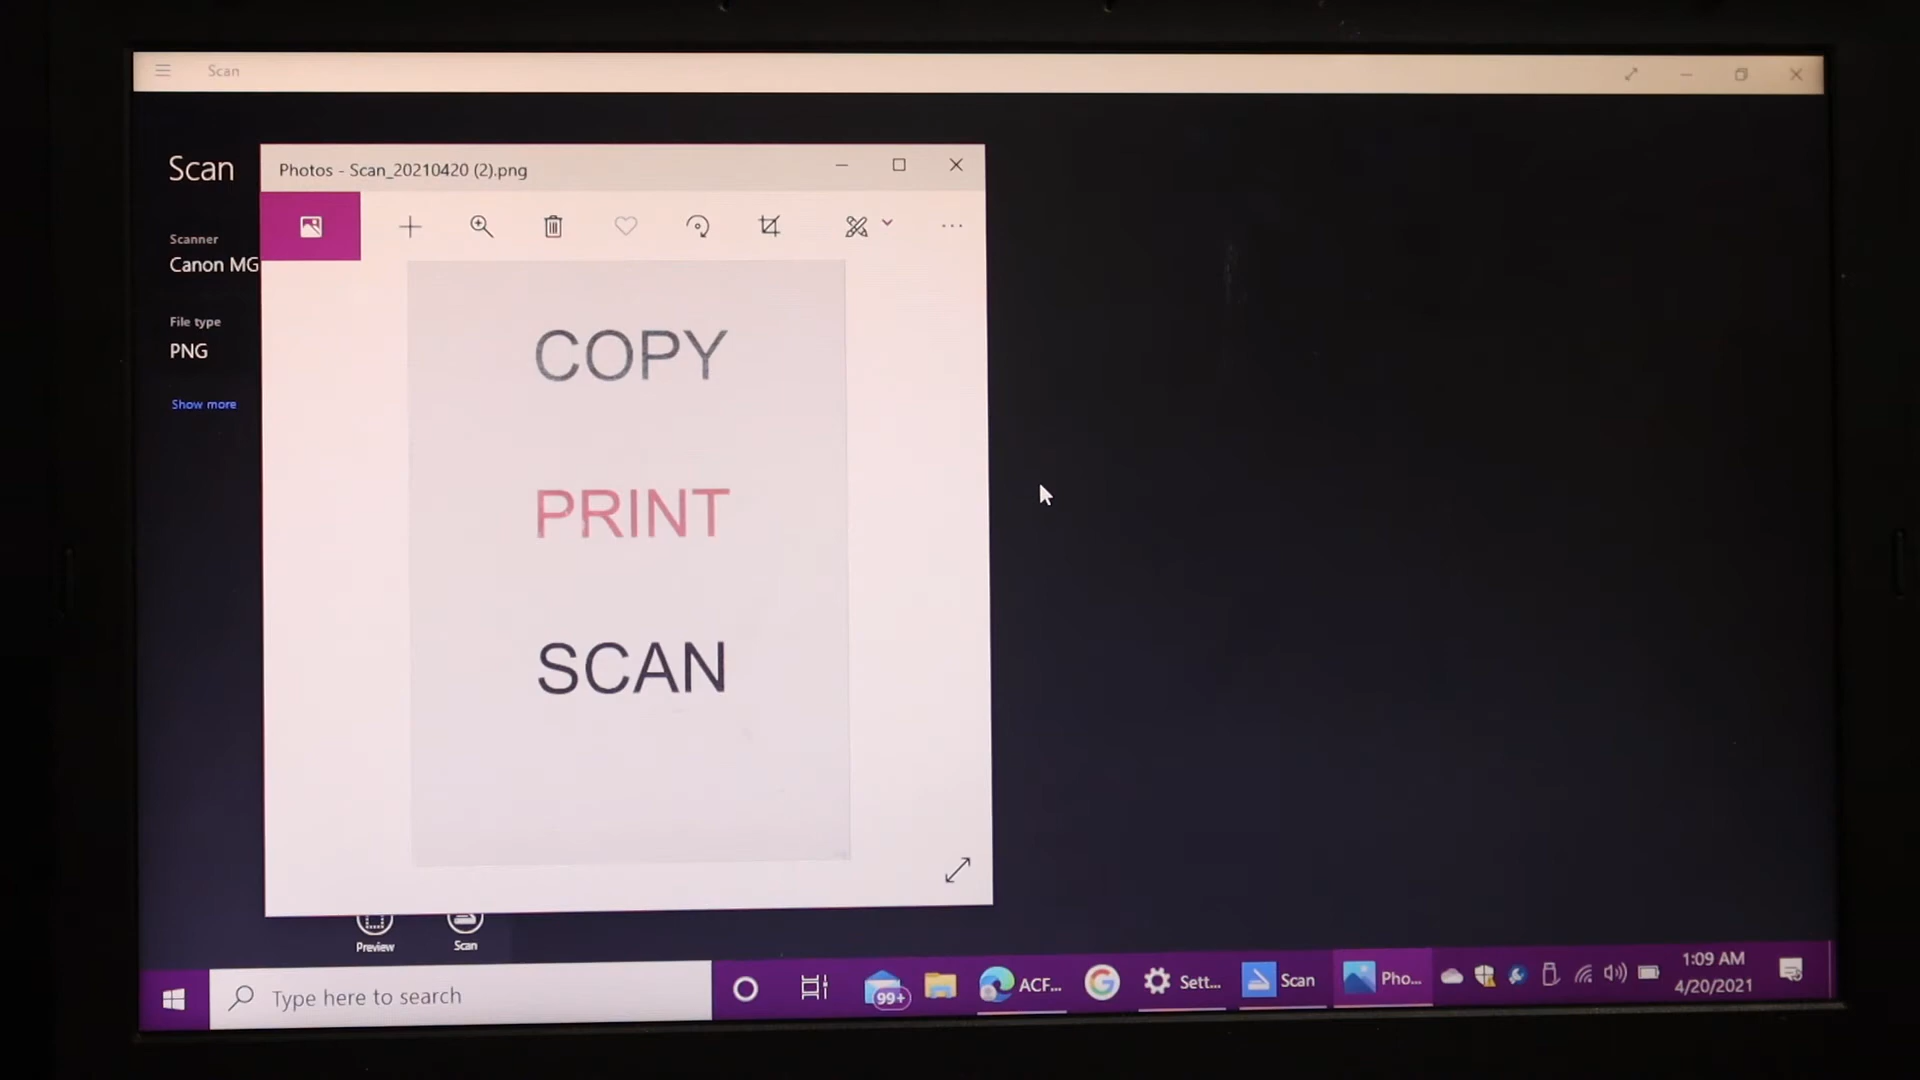 Scan
Scan
Scanner
Canon MG
File type
PNG
Show more
Photos - Scan_20210420 (2).png
COPY
PRINT
SCAN
Preview
Scan
Type here to search
99+
ACF...
G
Sett...
Scan
Pho...
1:09 AM
4/20/2021